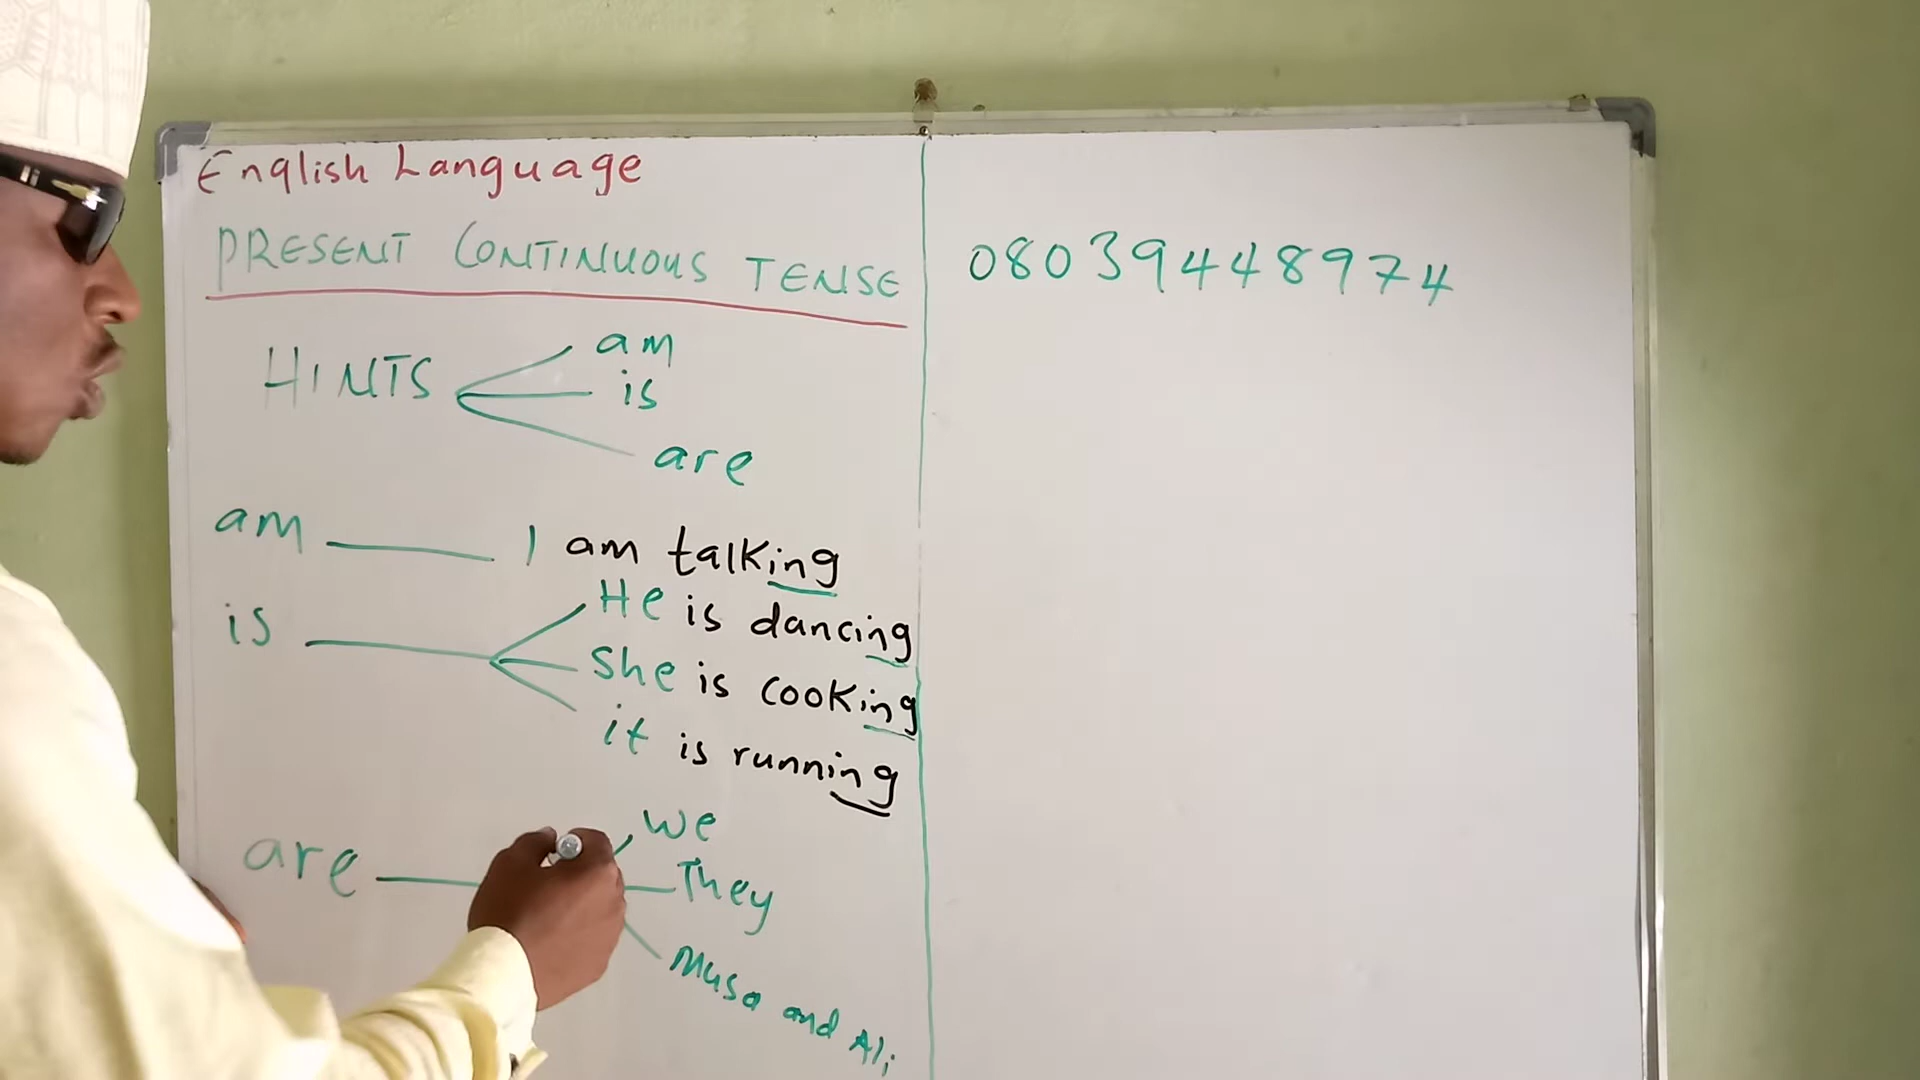 English Language
PRESENT CONTINUOUS TENSE
HINTS
am
is
are
am
I am talking
is
He is dancing
She is cooking
it is running
are
We
They
Musa and Ali
08039448974